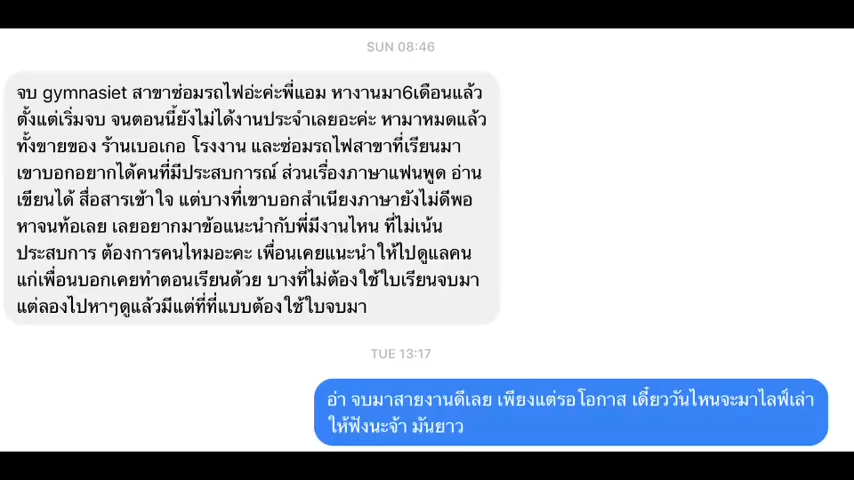 SUN 08:46
จบ gymnasiet สาขาซ่อมรถไฟอ่ะค่ะพี่แอม หางานมา6เดือนแล้ว
ตั้งแต่เริ่มจบ จนตอนนี้ยังไม่ได้งานประจำเลยอะค่ะ หามาหมดแล้ว
ทั้งขายของ ร้านเบอเกอ โรงงาน และซ่อมรถไฟสาขาที่เรียนมา
เขาบอกอยากได้คนที่มีประสบการณ์ ส่วนเรื่องภาษาแฟนพูด อ่าน
เขียนได้ สื่อสารเข้าใจ แต่บางที่เขาบอกสำเนียงภาษายังไม่ดีพอ
หาจนท้อเลย เลยอยากมาข้อแนะนำกับพี่มีงานไหน ที่ไม่เน้น
ประสบการ ต้องการคนไหมอะคะ เพื่อนเคยแนะนำให้ไปดูแลคน
แก่เพื่อนบอกเคยทำตอนเรียนด้วย บางที่ไม่ต้องใช้ใบเรียนจบมา
แต่ลองไปหาๆดูแล้วมีแต่ที่ที่แบบต้องใช้ใบจบมา
TUE 13:17
อ่า จบมาสายงานดีเลย เพียงแต่รอโอกาส เดี๋ยววันไหนจะมาไลฟ์เล่า
ให้ฟังนะจ้า มันยาว